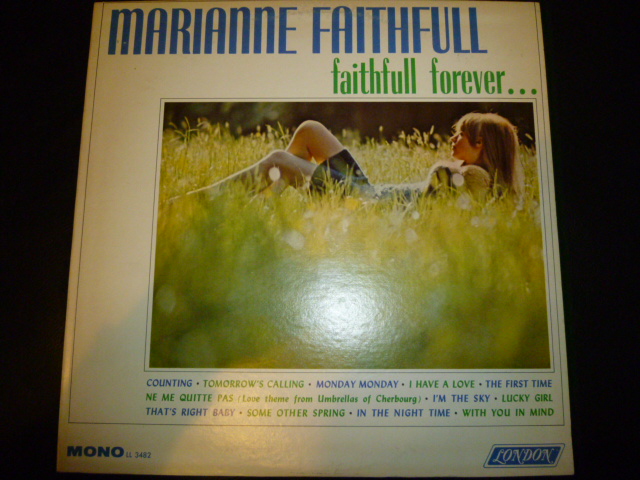 MARIANNE FAITHFULL
faithfull forever...
COUNTING • TOMORROW'S CALLING • MONDAY MONDAY • I HAVE A LOVE • THE FIRST TIME
NE ME QUITTE PAS (Love theme from Umbrellas of Cherbourg) • I'M THE SKY • LUCKY GIRL
THAT'S RIGHT BABY • SOME OTHER SPRING • IN THE NIGHT TIME • WITH YOU IN MIND
MONO LL 3482
LONDON